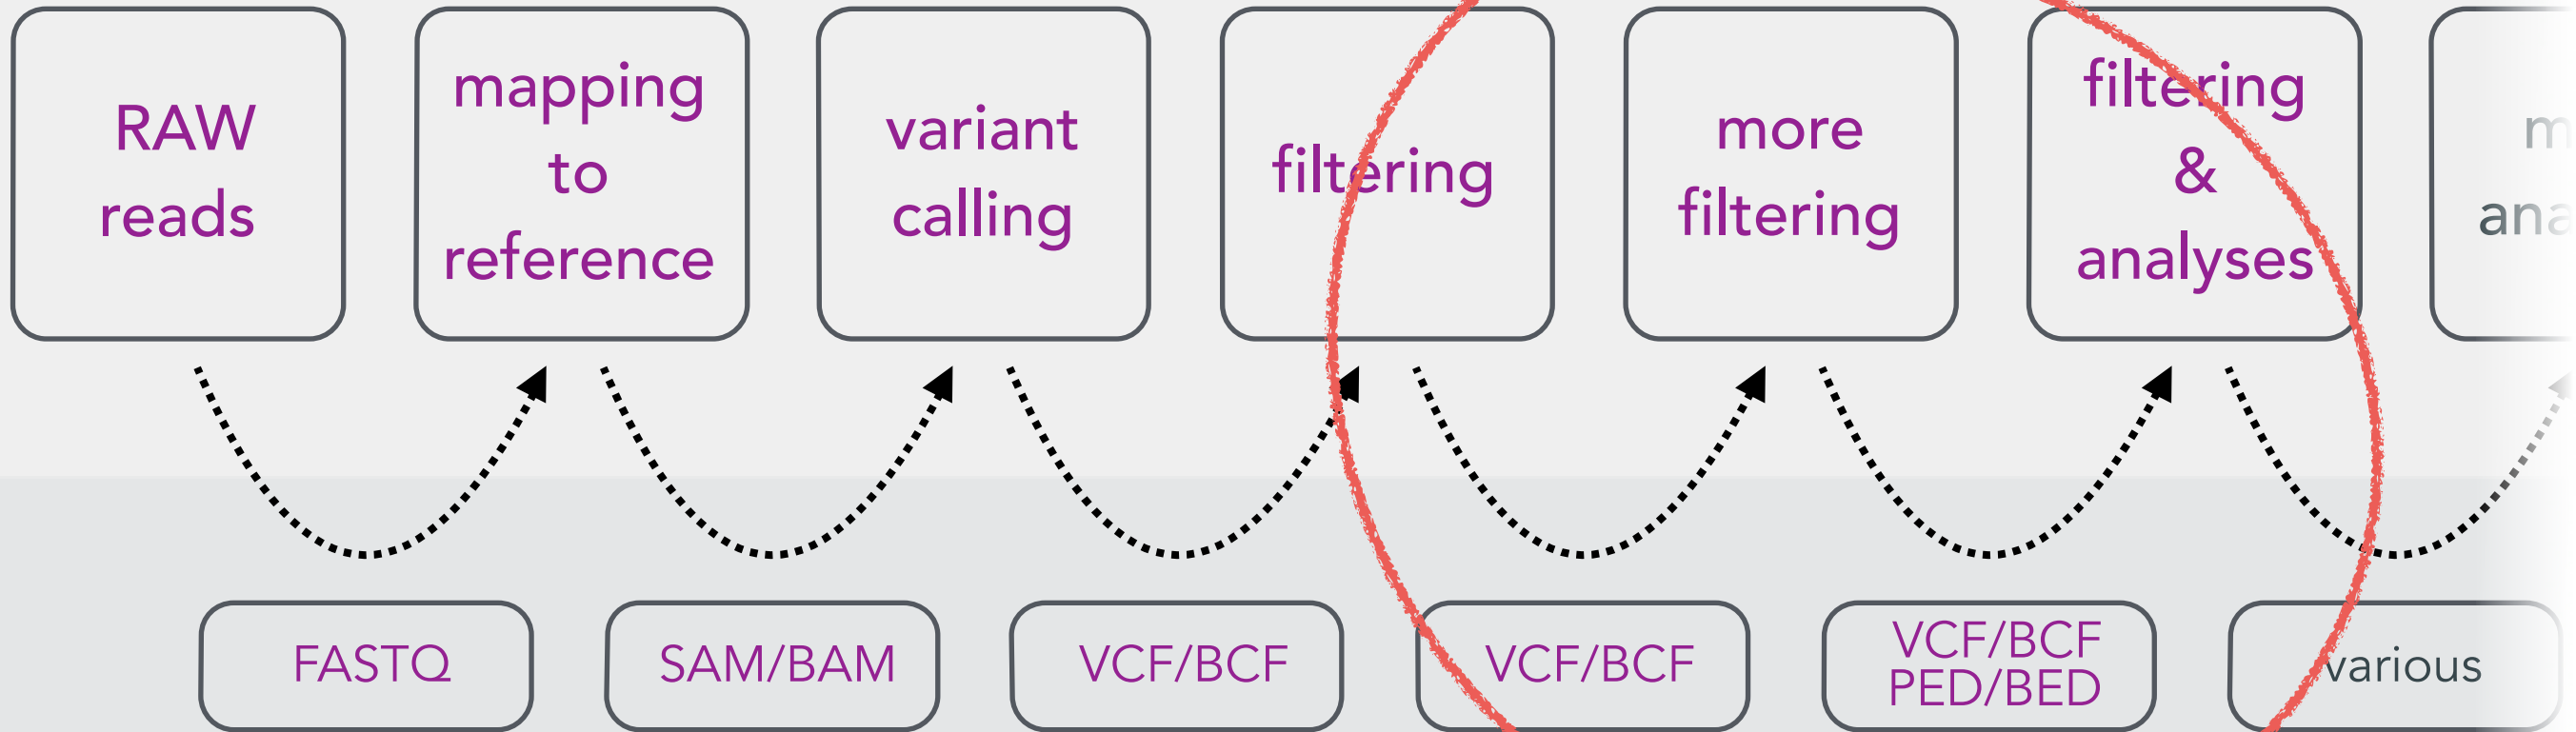 RAW
reads
mapping
to
reference
variant
calling
filtering
more
filtering
filtering
&
analyses
FASTQ
SAM/BAM
VCF/BCF
VCF/BCF
VCF/BCF
PED/BED
various